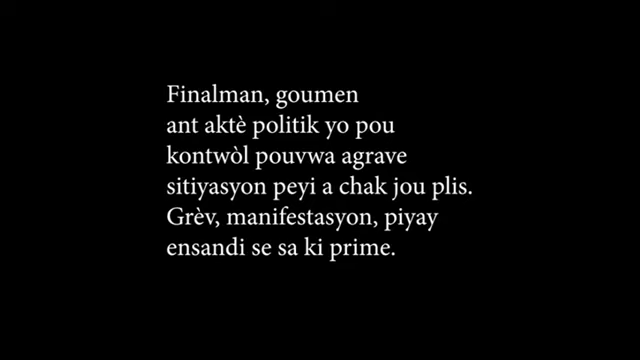 Finalman, goumen
ant aktè politik yo pou
kontwòl pouvwa agrave
sitiyasyon peyi a chak jou plis.
Grèv, manifestasyon, piyay
ensandi se sa ki prime.